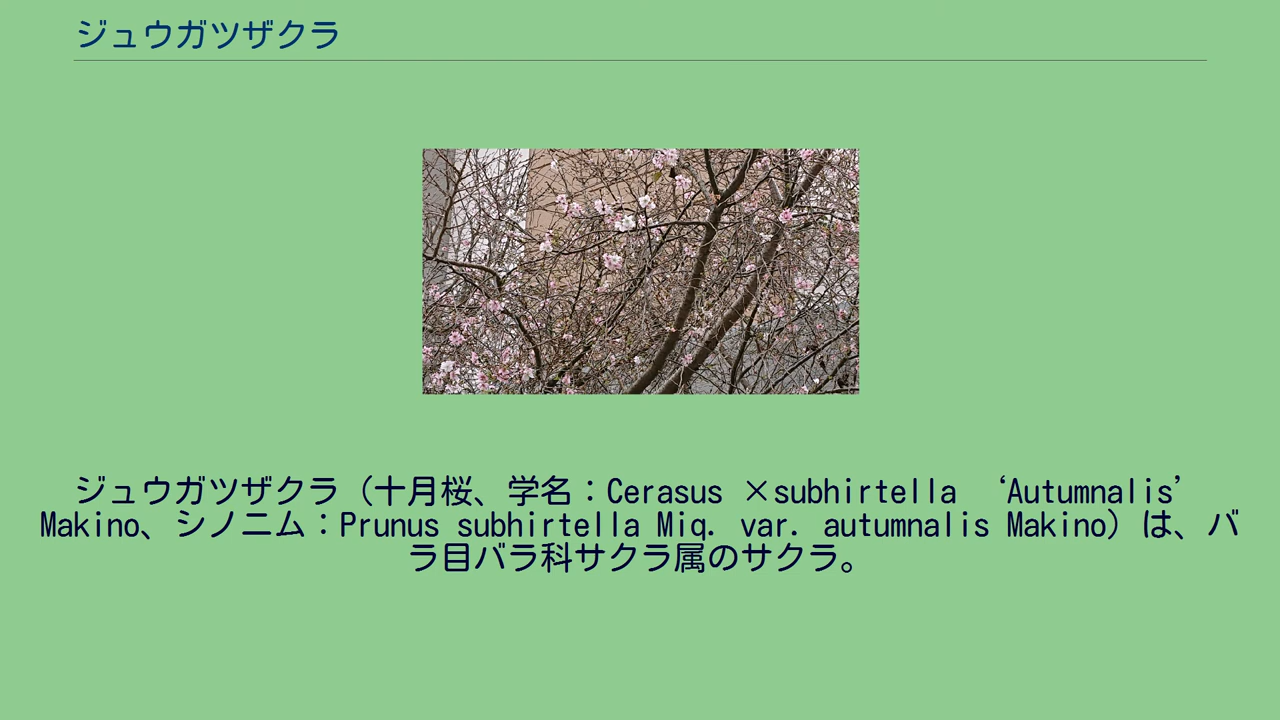 ジュウガツザクラ
ジュウガツザクラ（十月桜、学名：Cerasus ×subhirtella ‘Autumnalis’
Makino、シノニム：Prunus subhirtella Miq. var. autumnalis Makino）は、バ
ラ目バラ科サクラ属のサクラ。